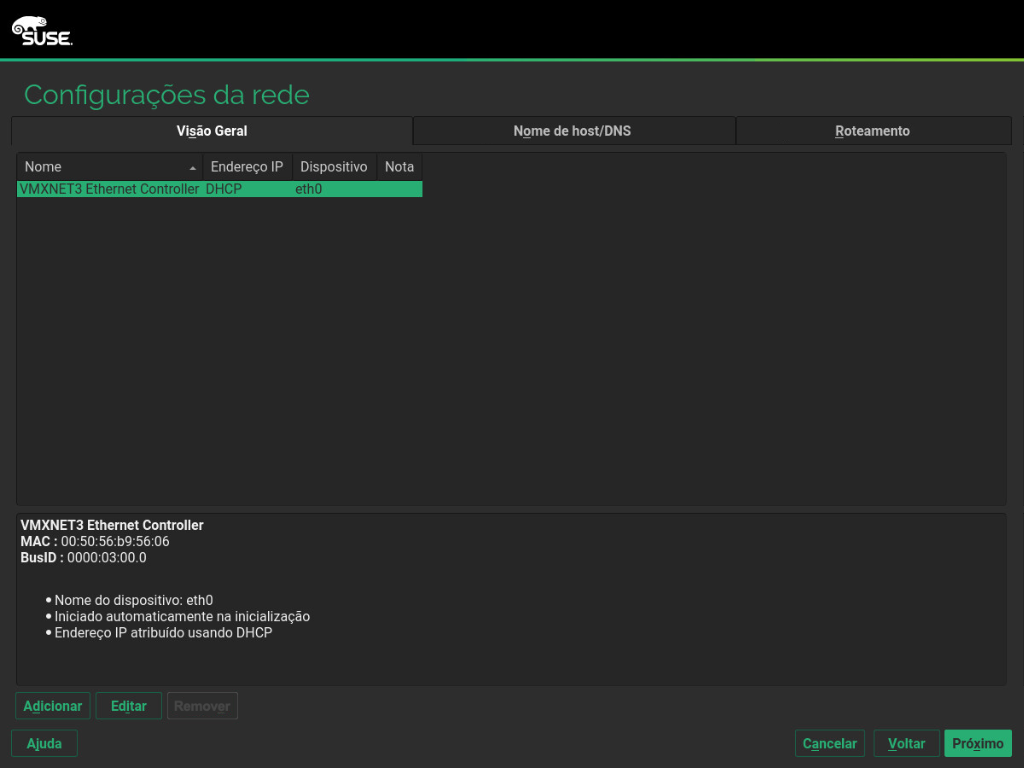 SUSE
Configurações da rede
Visão Geral Nome de host/DNS Roteamento
Nome Endereço IP Dispositivo Nota
VMXNET3 Ethernet Controller DHCP eth0
VMXNET3 Ethernet Controller
MAC : 00:50:56:b9:56:06
BusID : 0000:03:00.0
• Nome do dispositivo: eth0
• Iniciado automaticamente na inicialização
• Endereço IP atribuído usando DHCP
Adicionar Editar Remover
Ajuda Cancelar Voltar Próximo